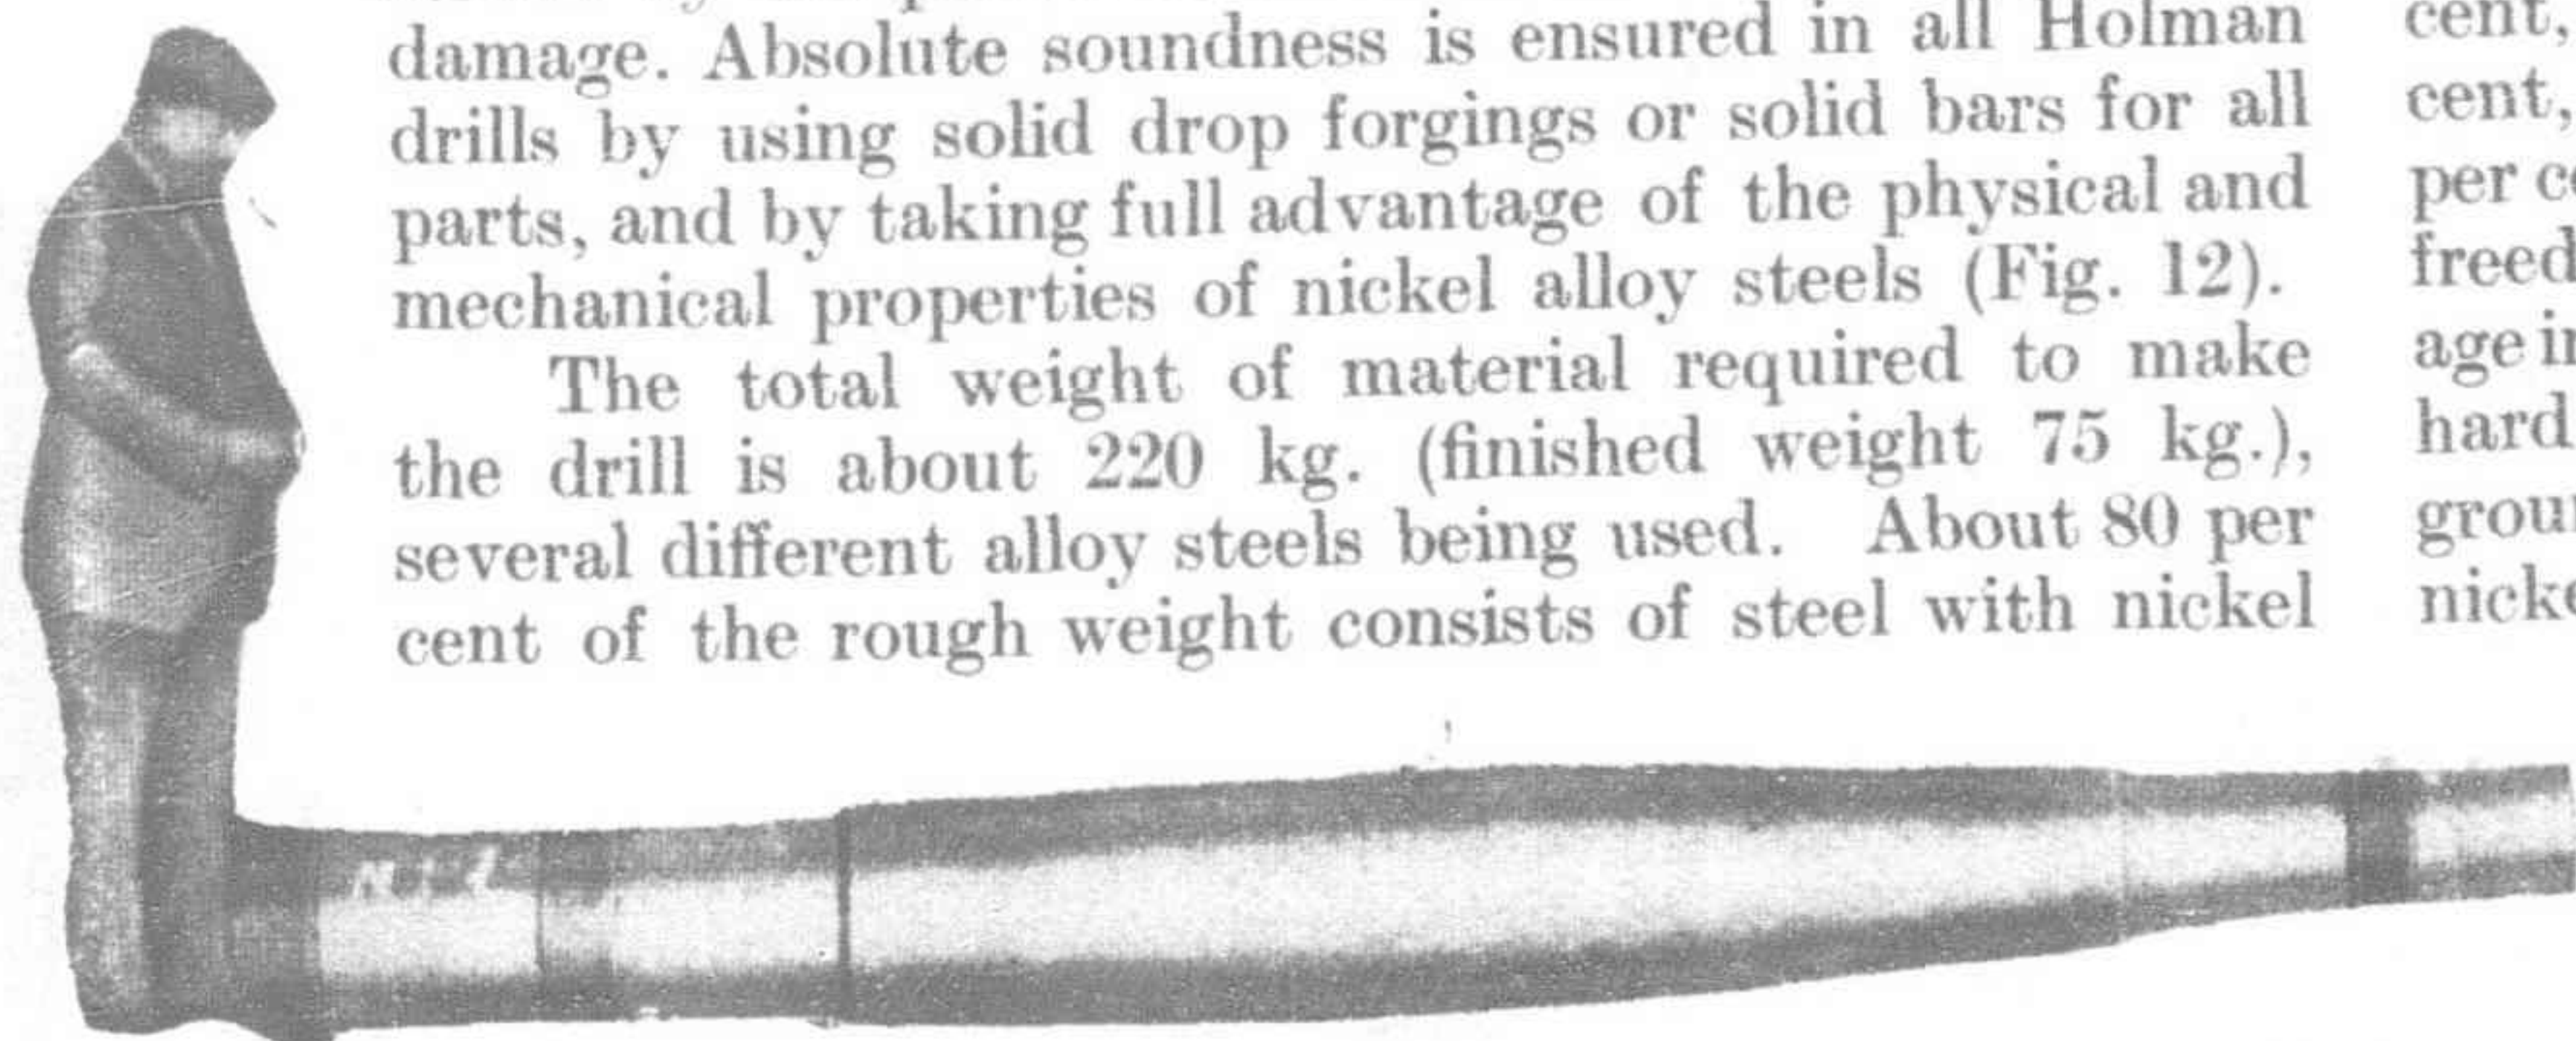 damage. Absolute soundness is ensured in all Holman
drills by using solid drop forgings or solid bars for all
parts, and by taking full advantage of the physical and
mechanical properties of nickel alloy steels (Fig. 12).
The total weight of material required to make
the drill is about 220 kg. (finished weight 75 kg.),
several different alloy steels being used. About 80 per
cent of the rough weight consists of steel with nickel
cent,
cent,
per
freed
age
hard
grou
nick